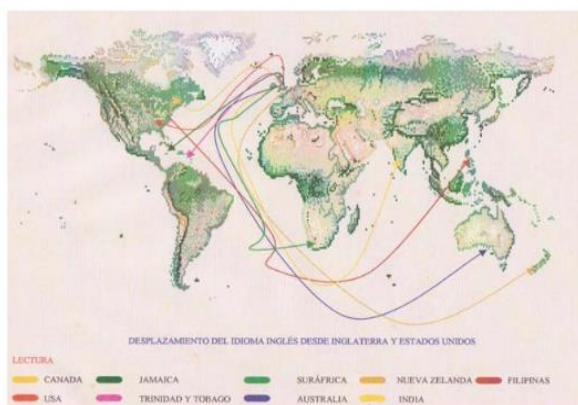 DESPLAZAMIENTO DEL IDIOMA INGLÉS DESDE INGLATERRA Y ESTADOS UNIDOS
LECTURA
CANADA JAMAICA SURÁFRICA NUEVA ZELANDA FILIPINAS
USA TRINIDAD Y TOBAGO AUSTRALIA INDIA